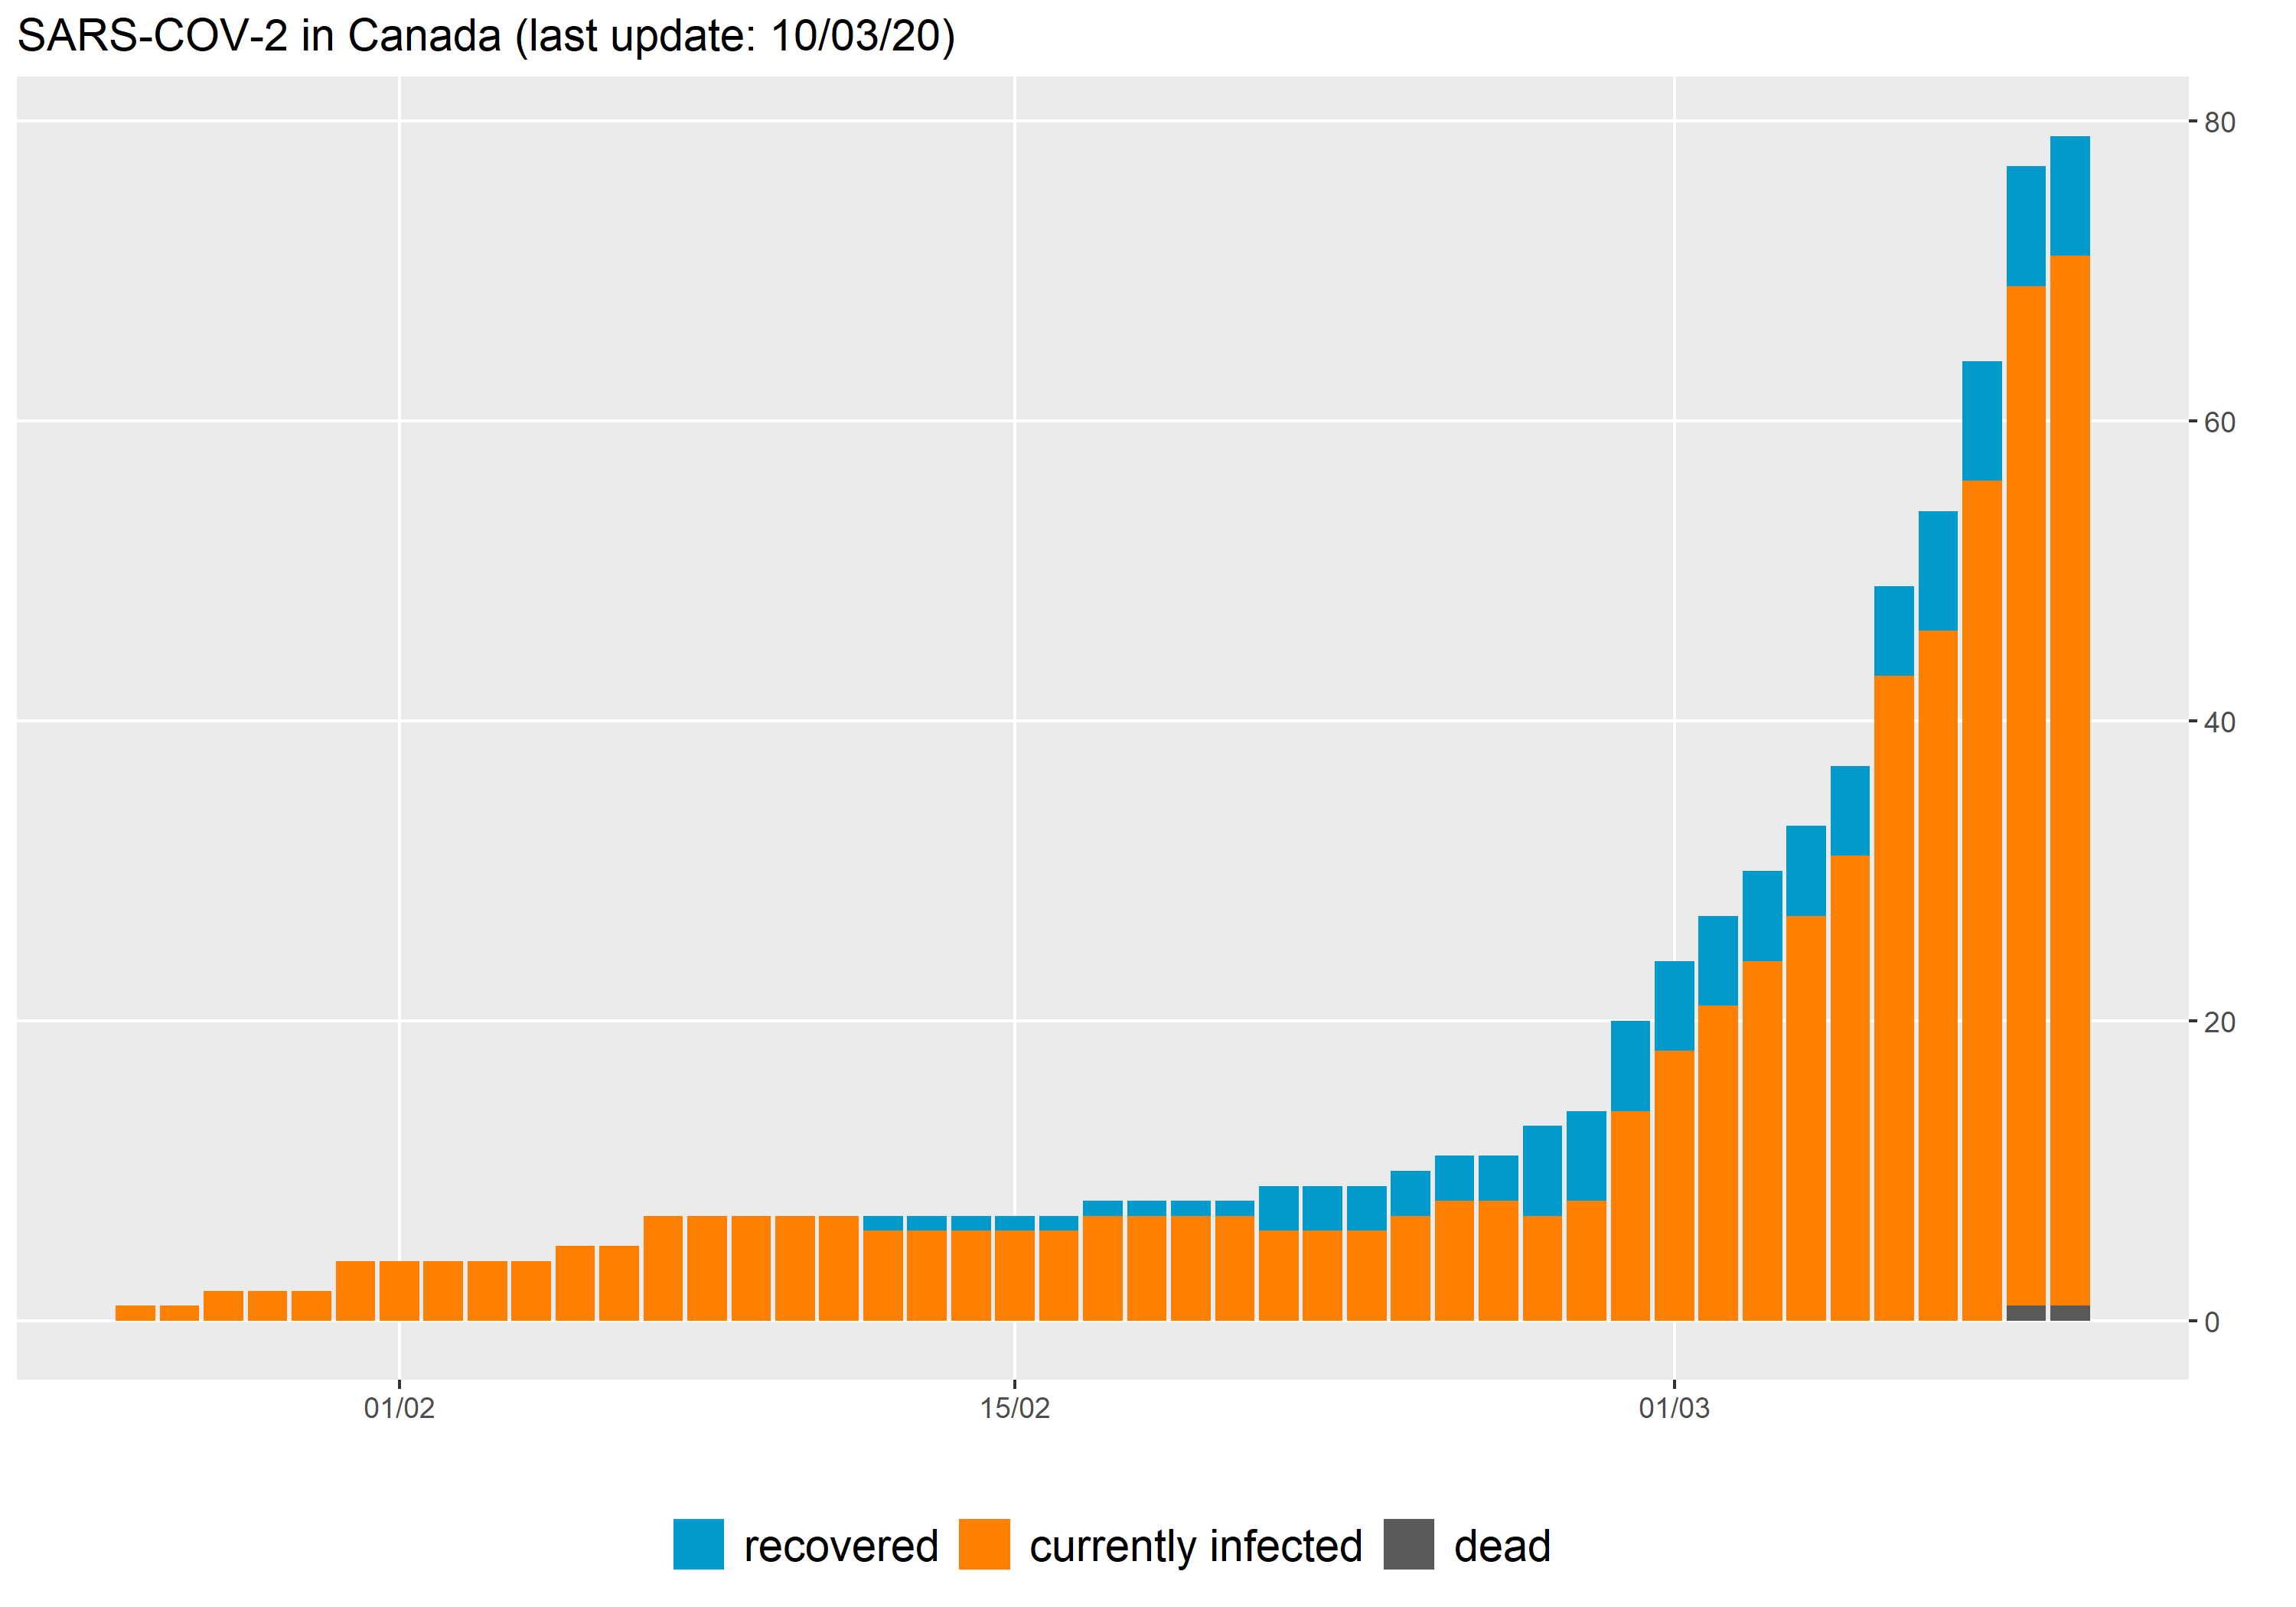 SARS-COV-2 in Canada (last update: 10/03/20)
80
60
40
20
0
01/02 15/02 01/03
recovered currently infected dead